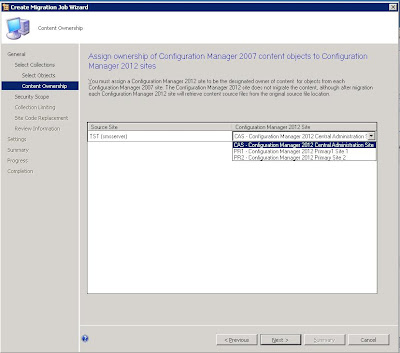 Create Migration Job Wizard
Content Ownership
General
Select Collections
Select Objects
Content Ownership
Security Scope
Collection Limiting
Site Code Replacement
Review Information
Settings
Summary
Progress
Completion
Assign ownership of Configuration Manager 2007 content objects to Configuration
Manager 2012 sites
You must assign a Configuration Manager 2012 site to be the designated owner of content for objects from each
Configuration Manager 2007 site. The Configuration Manager 2012 site does not migrate the content, although after migration
each Configuration Manager 2012 site will retrieve content source files from the original source file location.
Source Site
Configuration Manager 2012 Site
TST (smsserver)
CAS - Configuration Manager 2012 Central Administration
CAS - Configuration Manager 2012 Central Administration Site
PR1 - Configuration Manager 2012 Primary Site 1
PR2 - Configuration Manager 2012 Primary Site 2
< Previous
Next >
Summary
Cancel